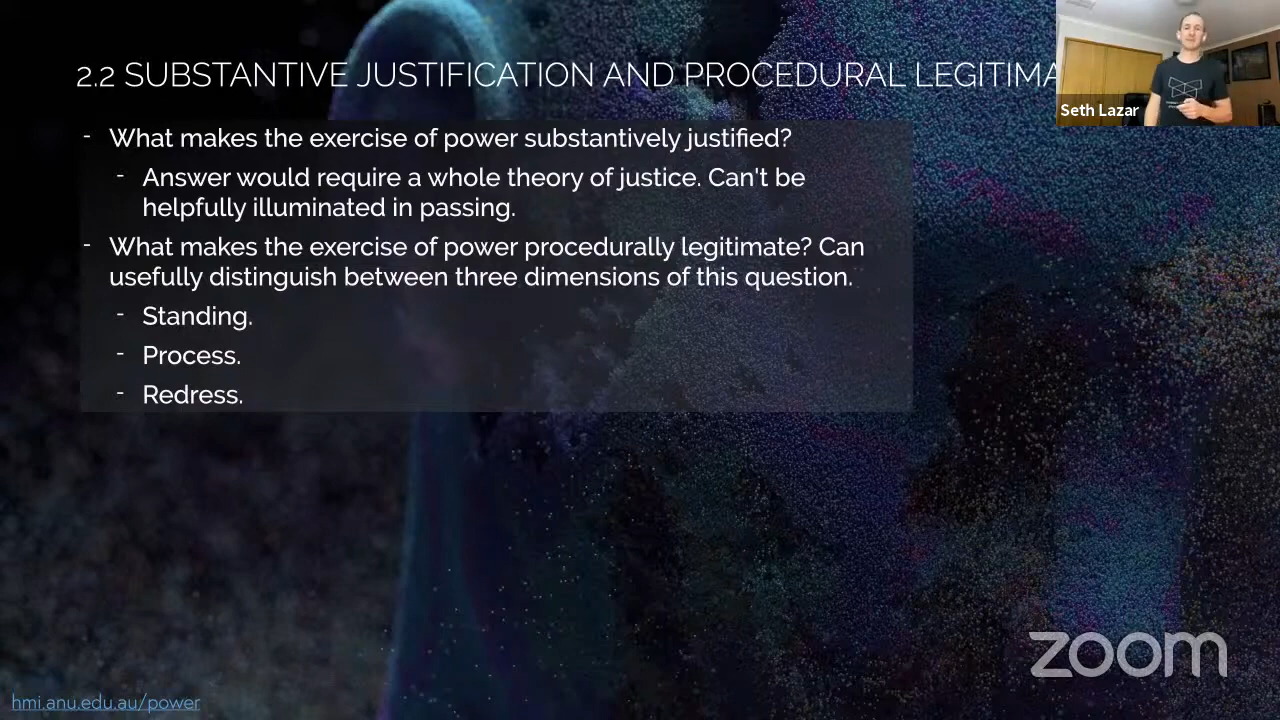 2.2 SUBSTANTIVE JUSTIFICATION AND PROCEDURAL LEGITIMA
Seth Lazar
- What makes the exercise of power substantively justified?
- Answer would require a whole theory of justice. Can't be
helpfully illuminated in passing.
- What makes the exercise of power procedurally legitimate? Can
usefully distinguish between three dimensions of this question.
- Standing.
- Process.
- Redress.
zoom
hmi.anu.edu.au/power